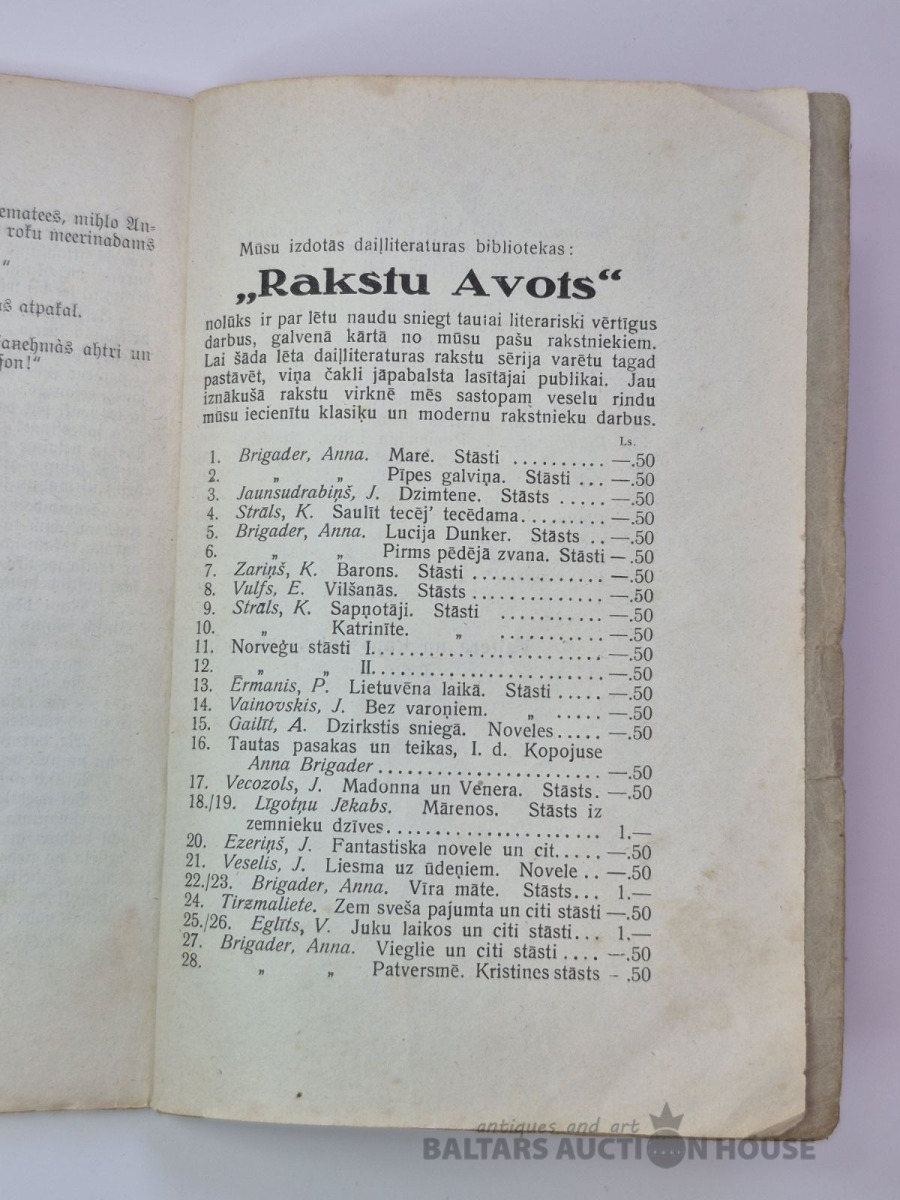 ematees, mihlo An-
roku meerinadams
"
us atpakal.
anehmàs ahtri un
fon!"
Mūsu izdotās daiļliteraturas bibliotekas:
„Rakstu Avots“
nolūks ir par lētu naudu sniegt tautai literariski vērtīgus
darbus, galvenā kārtā no mūsu pašu rakstniekiem.
Lai šāda lēta daiļliteraturas rakstu sērija varētu tagad
pastāvēt, viņa čakli jāpabalsta lasītājai publikai. Jau
iznākušā rakstu virknē mēs sastopam veselu rindu
mūsu iecienītu klasiķu un modernu rakstnieku darbus.
Ls.
1. Brigader, Anna. Mare. Stāsti .......... —.50
2. „ „ Pīpes galviņa. Stāsti ... —.50
3. Jaunsudrabiņš, J. Dzimtene. Stāsts ..... —.50
4. Strāls, K. Saulīt tecēj' tecēdama......... —.50
5. Brigader, Anna. Lucija Dunker. Stāsts .. —.50
6. „ „ Pirms pēdējā zvana. Stāsti —.50
7. Zariņš, K. Barons. Stāsti .............. —.50
8. Vulfs, E. Vilšanās. Stāsts .............. —.50
9. Strāls, K. Sapņotāji. Stāsti ........... —.50
10. „ Katrinīte. „ ........... —.50
11. Norveģu stāsti I......................... —.50
12. „ „ II......................... —.50
13. Ērmanis, P. Lietuvēna laikā. Stāsti ..... —.50
14. Vainovskis, J. Bez varoņiem. „ ..... —.50
15. Gailīt, A. Dzirkstis sniegā. Noveles..... —.50
16. Tautas pasakas un teikas, I. d. Kopojuse
Anna Brigader........................ —.50
17. Vecozols, J. Madonna un Venera. Stāsts. —.50
18./19. Līgotņu Jēkabs. Mārenos. Stāsts iz
zemnieku dzīves....................... 1.—
20. Ezeriņš, J. Fantastiska novele un cit..... —.50
21. Veselis, J. Liesma uz ūdeņiem. Novele .. —.50
22./23. Brigader, Anna. Vīra māte. Stāsts... 1.—
24. Tirzmaliete. Zem sveša pajumta un citi stāsti —.50
25./26. Eglīts, V. Juku laikos un citi stāsti... 1.—
27. Brigader, Anna. Vieglie un citi stāsti .... —.50
28. „ „ Patversmē. Kristines stāsts - .50
antiques and art
BALTARS AUCTION HOUSE